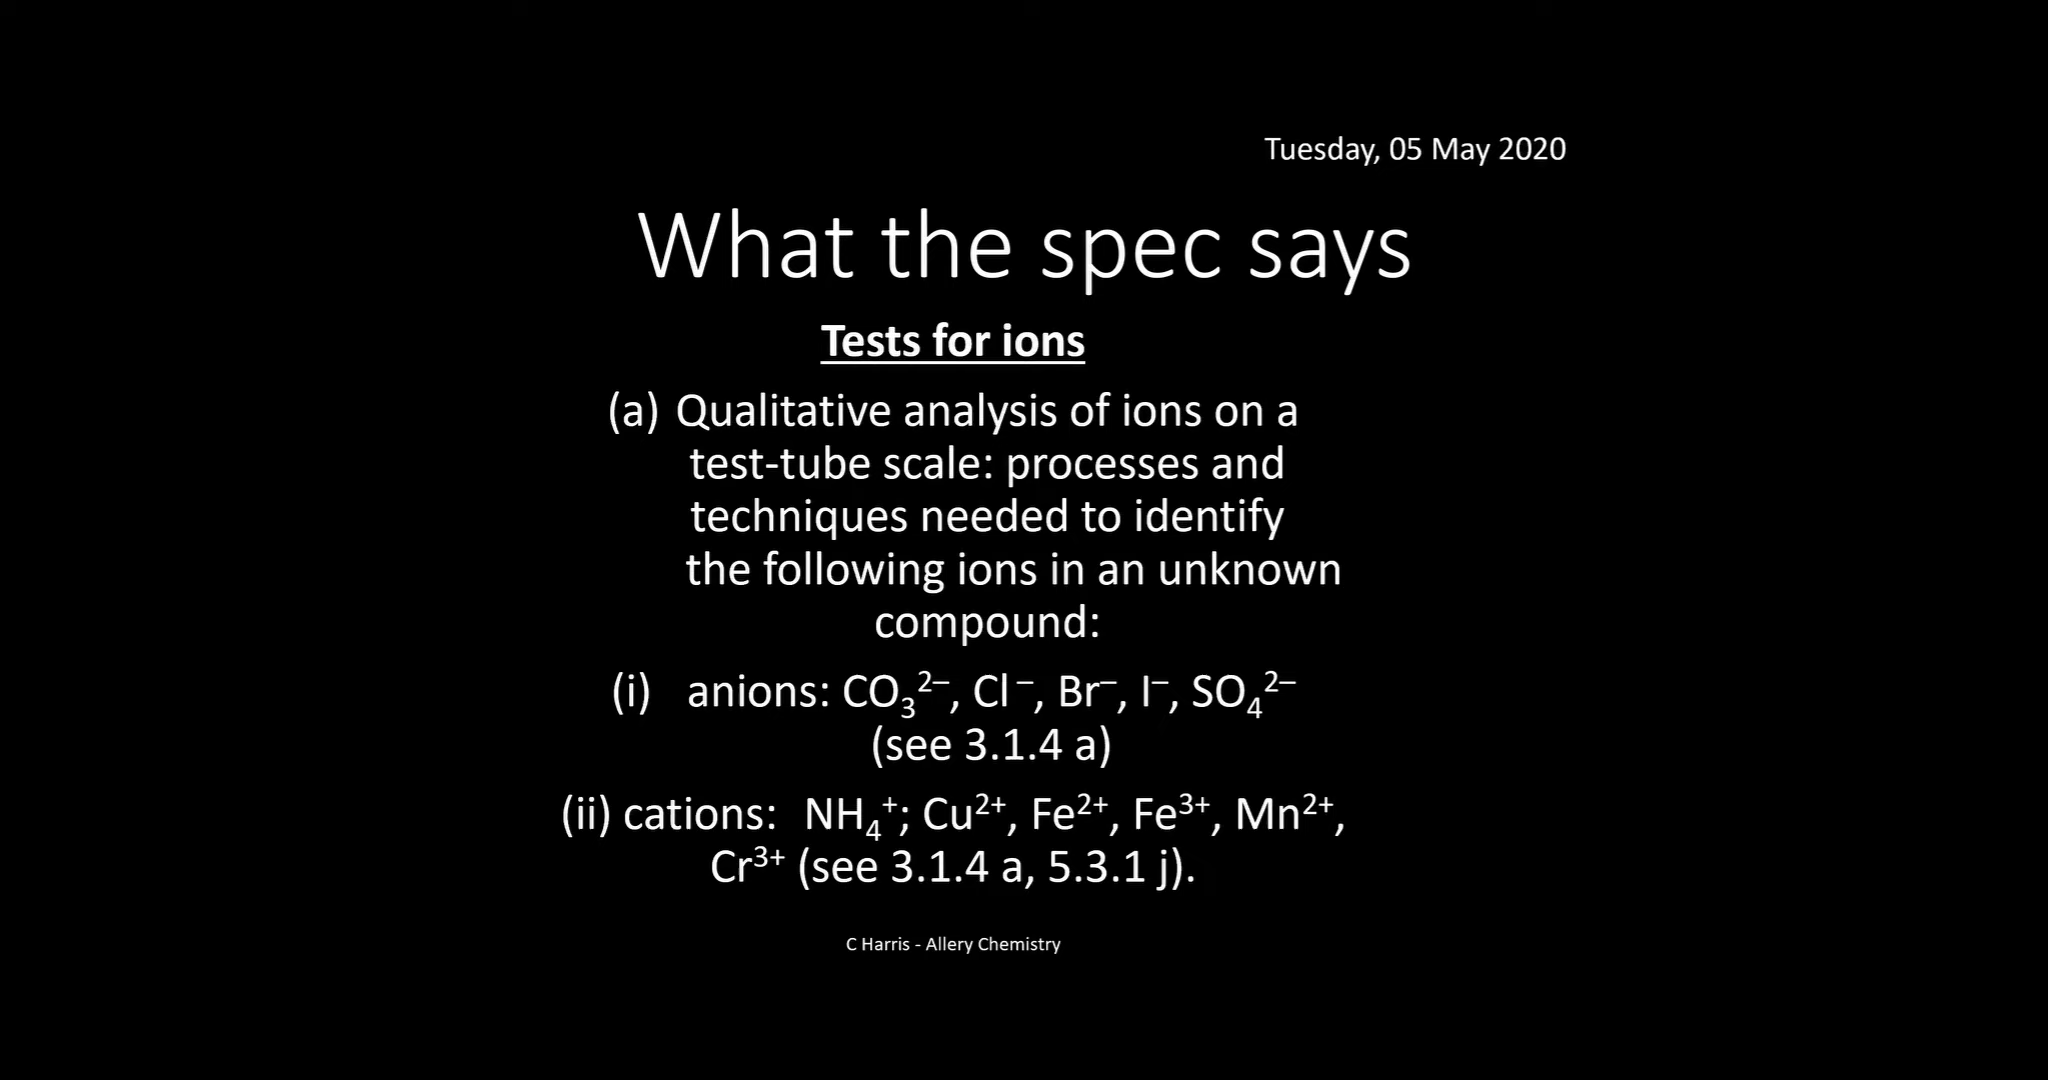 Tuesday, 05 May 2020
What the spec says
Tests for ions
(a) Qualitative analysis of ions on a
test-tube scale: processes and
techniques needed to identify
the following ions in an unknown
compound:
(i) anions: CO₃²⁻, Cl⁻, Br⁻, I⁻, SO₄²⁻
(see 3.1.4 a)
(ii) cations: NH₄⁺; Cu²⁺, Fe²⁺, Fe³⁺, Mn²⁺,
Cr³⁺ (see 3.1.4 a, 5.3.1 j).
C Harris - Allery Chemistry